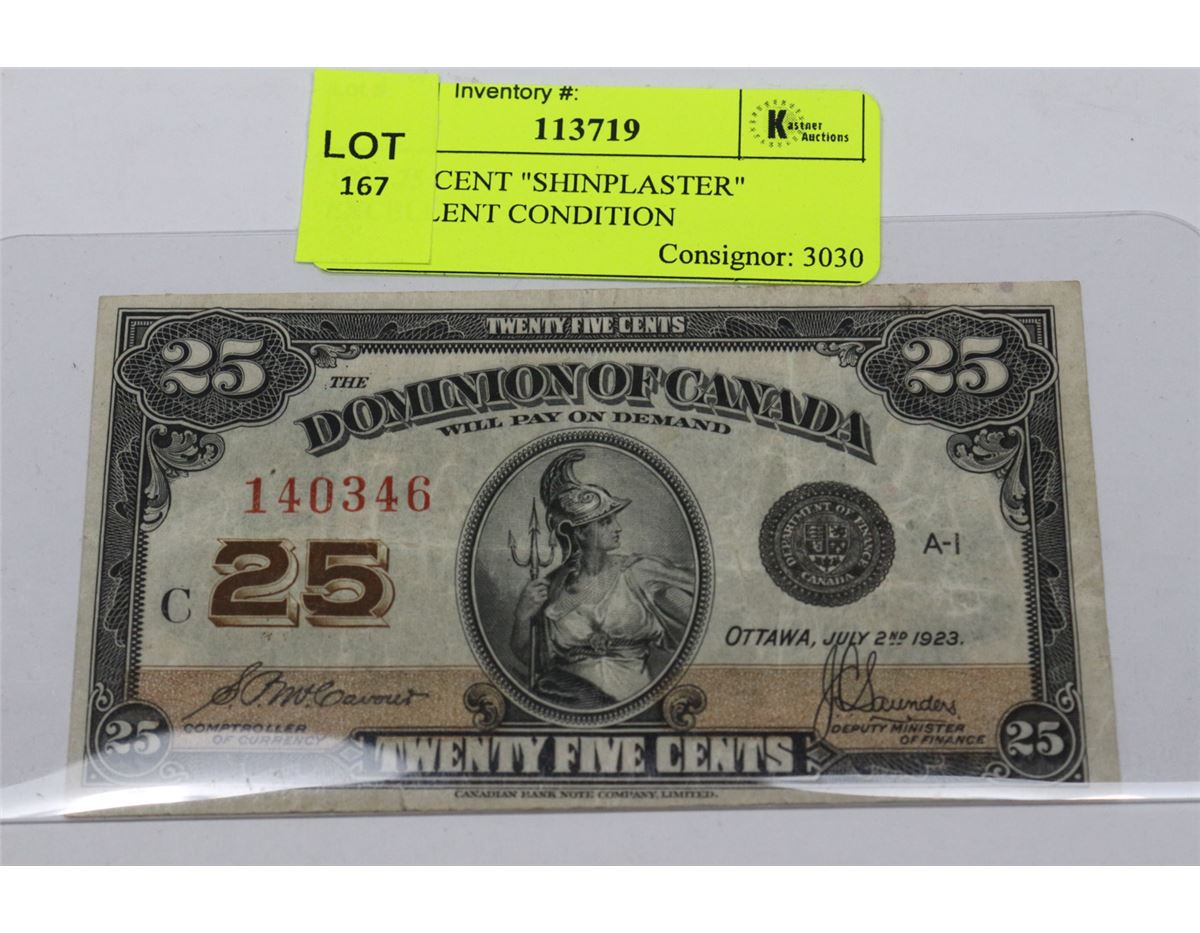 Inventory #:
113719
Kastner
Auctions
LOT
167
CENT "SHINPLASTER"
LENT CONDITION
Consignor: 3030
TWENTY FIVE CENTS
25
25
THE
DOMINION OF CANADA
WILL PAY ON DEMAND
140346
DEPARTMENT OF FINANCE
CANADA
A-1
C
25
OTTAWA, JULY 2ND 1923.
S.P. McCavour
J.C. Saunders
COMPTROLLER
OF CURRENCY
DEPUTY MINISTER
OF FINANCE
25
25
TWENTY FIVE CENTS
CANADIAN BANK NOTE COMPANY, LIMITED.